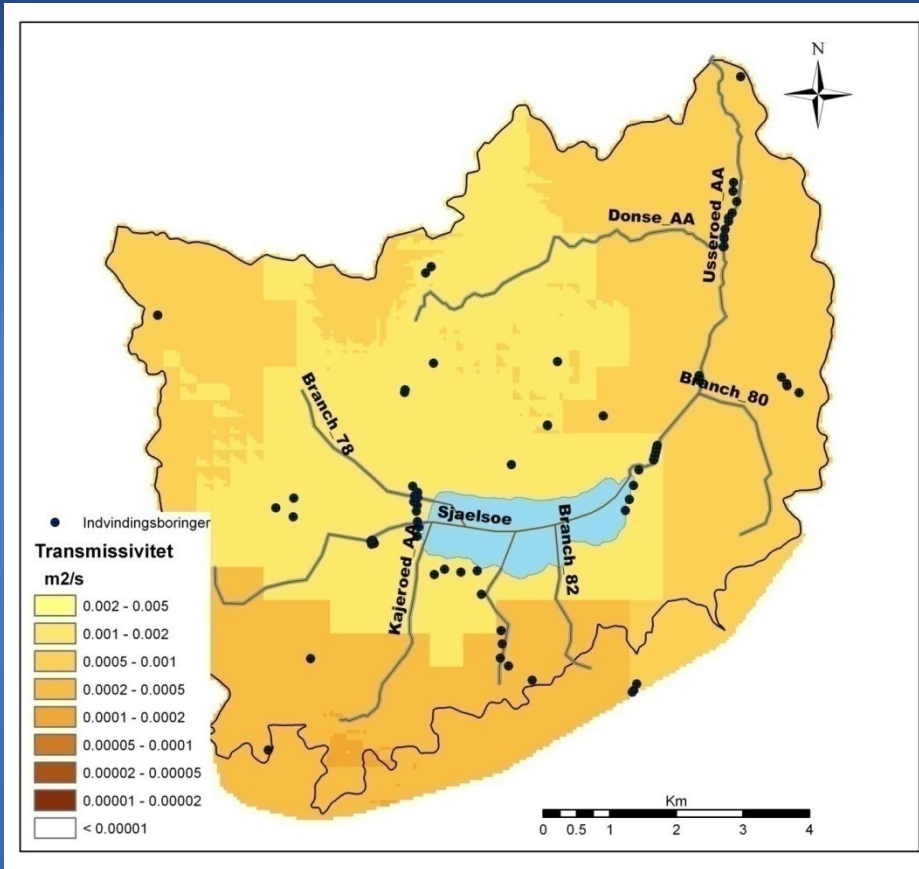 N
Donse_AA
Usseroed_AA
Branch_80
Branch_78
Sjaelsoe
Branch_82
Kajeroed_AA
Indvindingsboringer
Transmissivitet
m2/s
0.002 - 0.005
0.001 - 0.002
0.0005 - 0.001
0.0002 - 0.0005
0.0001 - 0.0002
0.00005 - 0.0001
0.00002 - 0.00005
0.00001 - 0.00002
< 0.00001
Km
0 0.5 1 2 3 4